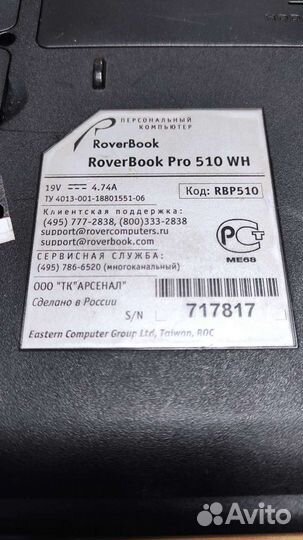 ПЕРСОНАЛЬНЫЙ
КОМПЬЮТЕР
RoverBook
RoverBook Pro 510 WH
19V 4.74A
Код: RBP510
ТУ 4013-001-18801551-06
Клиентская поддержка:
(495) 777-2838, (800)333-2838
support@rovercomputers.ru
support@roverbook.com
СЕРВИСНАЯ СЛУЖБА:
(495) 786-6520 (многоканальный)
РСТ
МЕ68
ООО "ТК"АРСЕНАЛ"
Сделано в России
S/N 717817
Eastern Computer Group Ltd, Taiwan, ROC
Avito